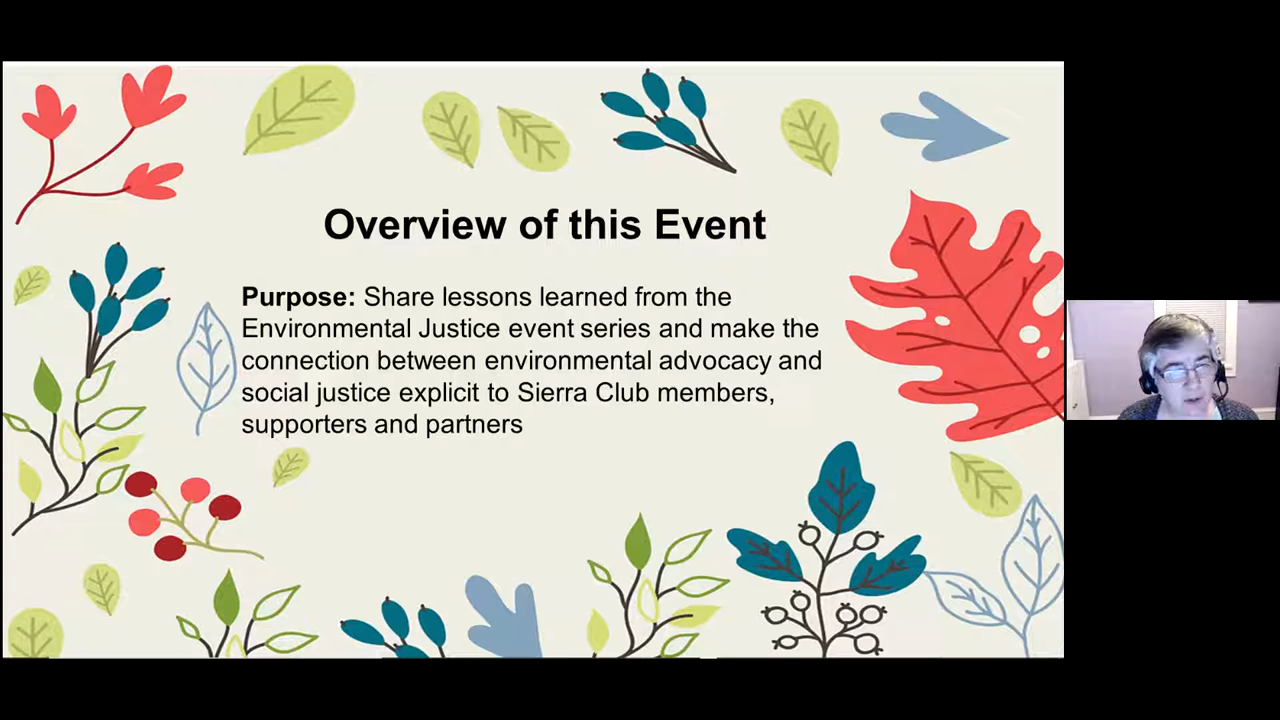 Overview of this Event
Purpose: Share lessons learned from the
Environmental Justice event series and make the
connection between environmental advocacy and
social justice explicit to Sierra Club members,
supporters and partners